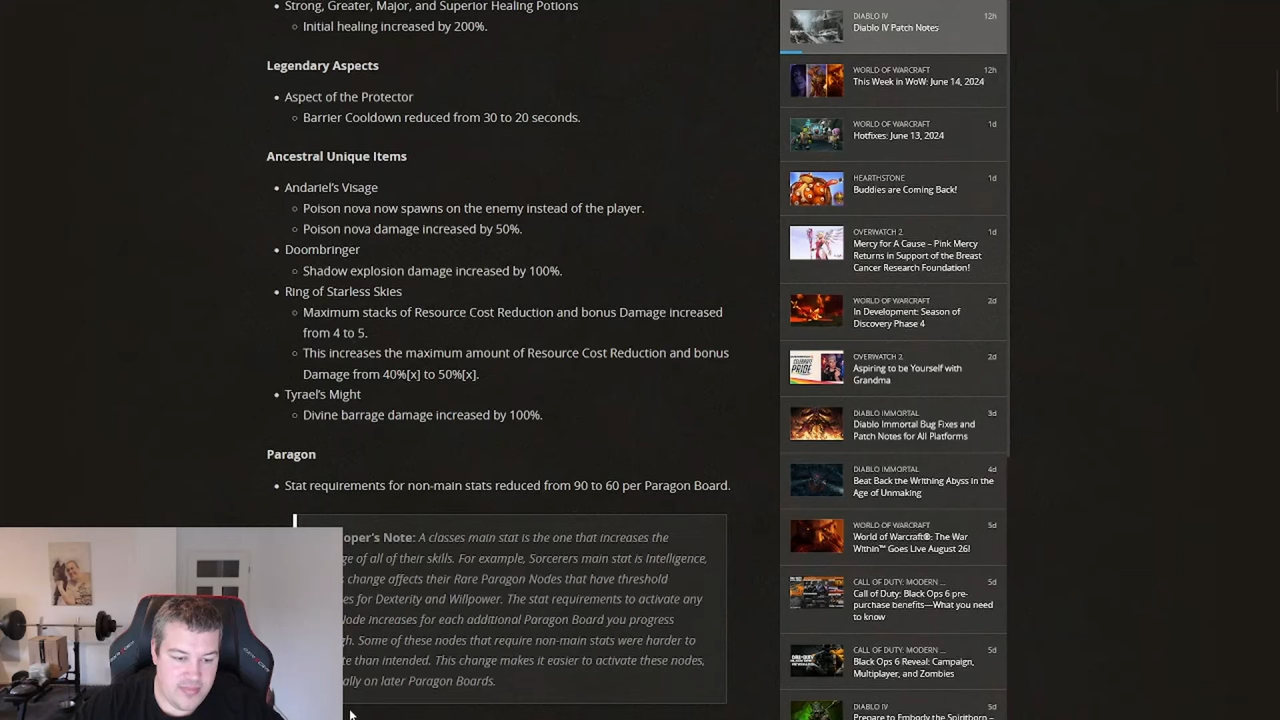 Strong, Greater, Major, and Superior Healing Potions
Initial healing increased by 200%.
Legendary Aspects
Aspect of the Protector
Barrier Cooldown reduced from 30 to 20 seconds.
Ancestral Unique Items
Andariel's Visage
Poison nova now spawns on the enemy instead of the player.
Poison nova damage increased by 50%.
Doombringer
Shadow explosion damage increased by 100%.
Ring of Starless Skies
Maximum stacks of Resource Cost Reduction and bonus Damage increased
from 4 to 5.
This increases the maximum amount of Resource Cost Reduction and bonus
Damage from 40%[x] to 50%[x].
Tyrael's Might
Divine barrage damage increased by 100%.
Paragon
Stat requirements for non-main stats reduced from 90 to 60 per Paragon Board.
oper's Note: A classes main stat is the one that increases the
ge of all of their skills. For example, Sorcerers main stat is Intelligence,
s change affects their Rare Paragon Nodes that have threshold
es for Dexterity and Willpower. The stat requirements to activate any
Node increases for each additional Paragon Board you progress
gh. Some of these nodes that require non-main stats were harder to
te than intended. This change makes it easier to activate these nodes,
ally on later Paragon Boards.
DIABLO IV 12h
Diablo IV Patch Notes
WORLD OF WARCRAFT 12h
This Week in WoW: June 14, 2024
WORLD OF WARCRAFT 1d
Hotfixes: June 13, 2024
HEARTHSTONE 1d
Buddies are Coming Back!
OVERWATCH 2 1d
Mercy for A Cause – Pink Mercy
Returns in Support of the Breast
Cancer Research Foundation!
WORLD OF WARCRAFT 2d
In Development: Season of
Discovery Phase 4
OVERWATCH 2 2d
Aspiring to be Yourself with
Grandma
DIABLO IMMORTAL 3d
Diablo Immortal Bug Fixes and
Patch Notes for All Platforms
DIABLO IMMORTAL 4d
Beat Back the Writhing Abyss in the
Age of Unmaking
WORLD OF WARCRAFT 5d
World of Warcraft®: The War
Within™ Goes Live August 26!
CALL OF DUTY: MODERN ... 5d
Call of Duty: Black Ops 6 pre-
purchase benefits—What you need
to know
CALL OF DUTY: MODERN ... 5d
Black Ops 6 Reveal: Campaign,
Multiplayer, and Zombies
DIABLO IV 5d
Prepare to Embody the Spiritborn –